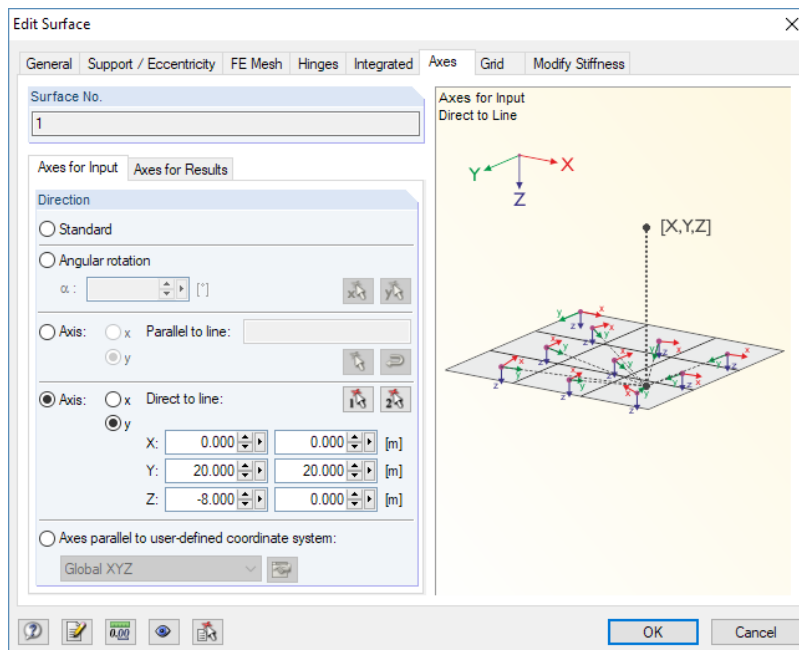 Edit Surface
General Support / Eccentricity FE Mesh Hinges Integrated Axes Grid Modify Stiffness
Surface No.
1
Axes for Input Axes for Results
Direction
Standard
Angular rotation
α : [°]
Axis: x Parallel to line:
y
Axis: x Direct to line:
y
X: 0.000 0.000 [m]
Y: 20.000 20.000 [m]
Z: -8.000 0.000 [m]
Axes parallel to user-defined coordinate system:
Global XYZ
Axes for Input
Direct to Line
Y X
Z
[X,Y,Z]
0.00
OK Cancel